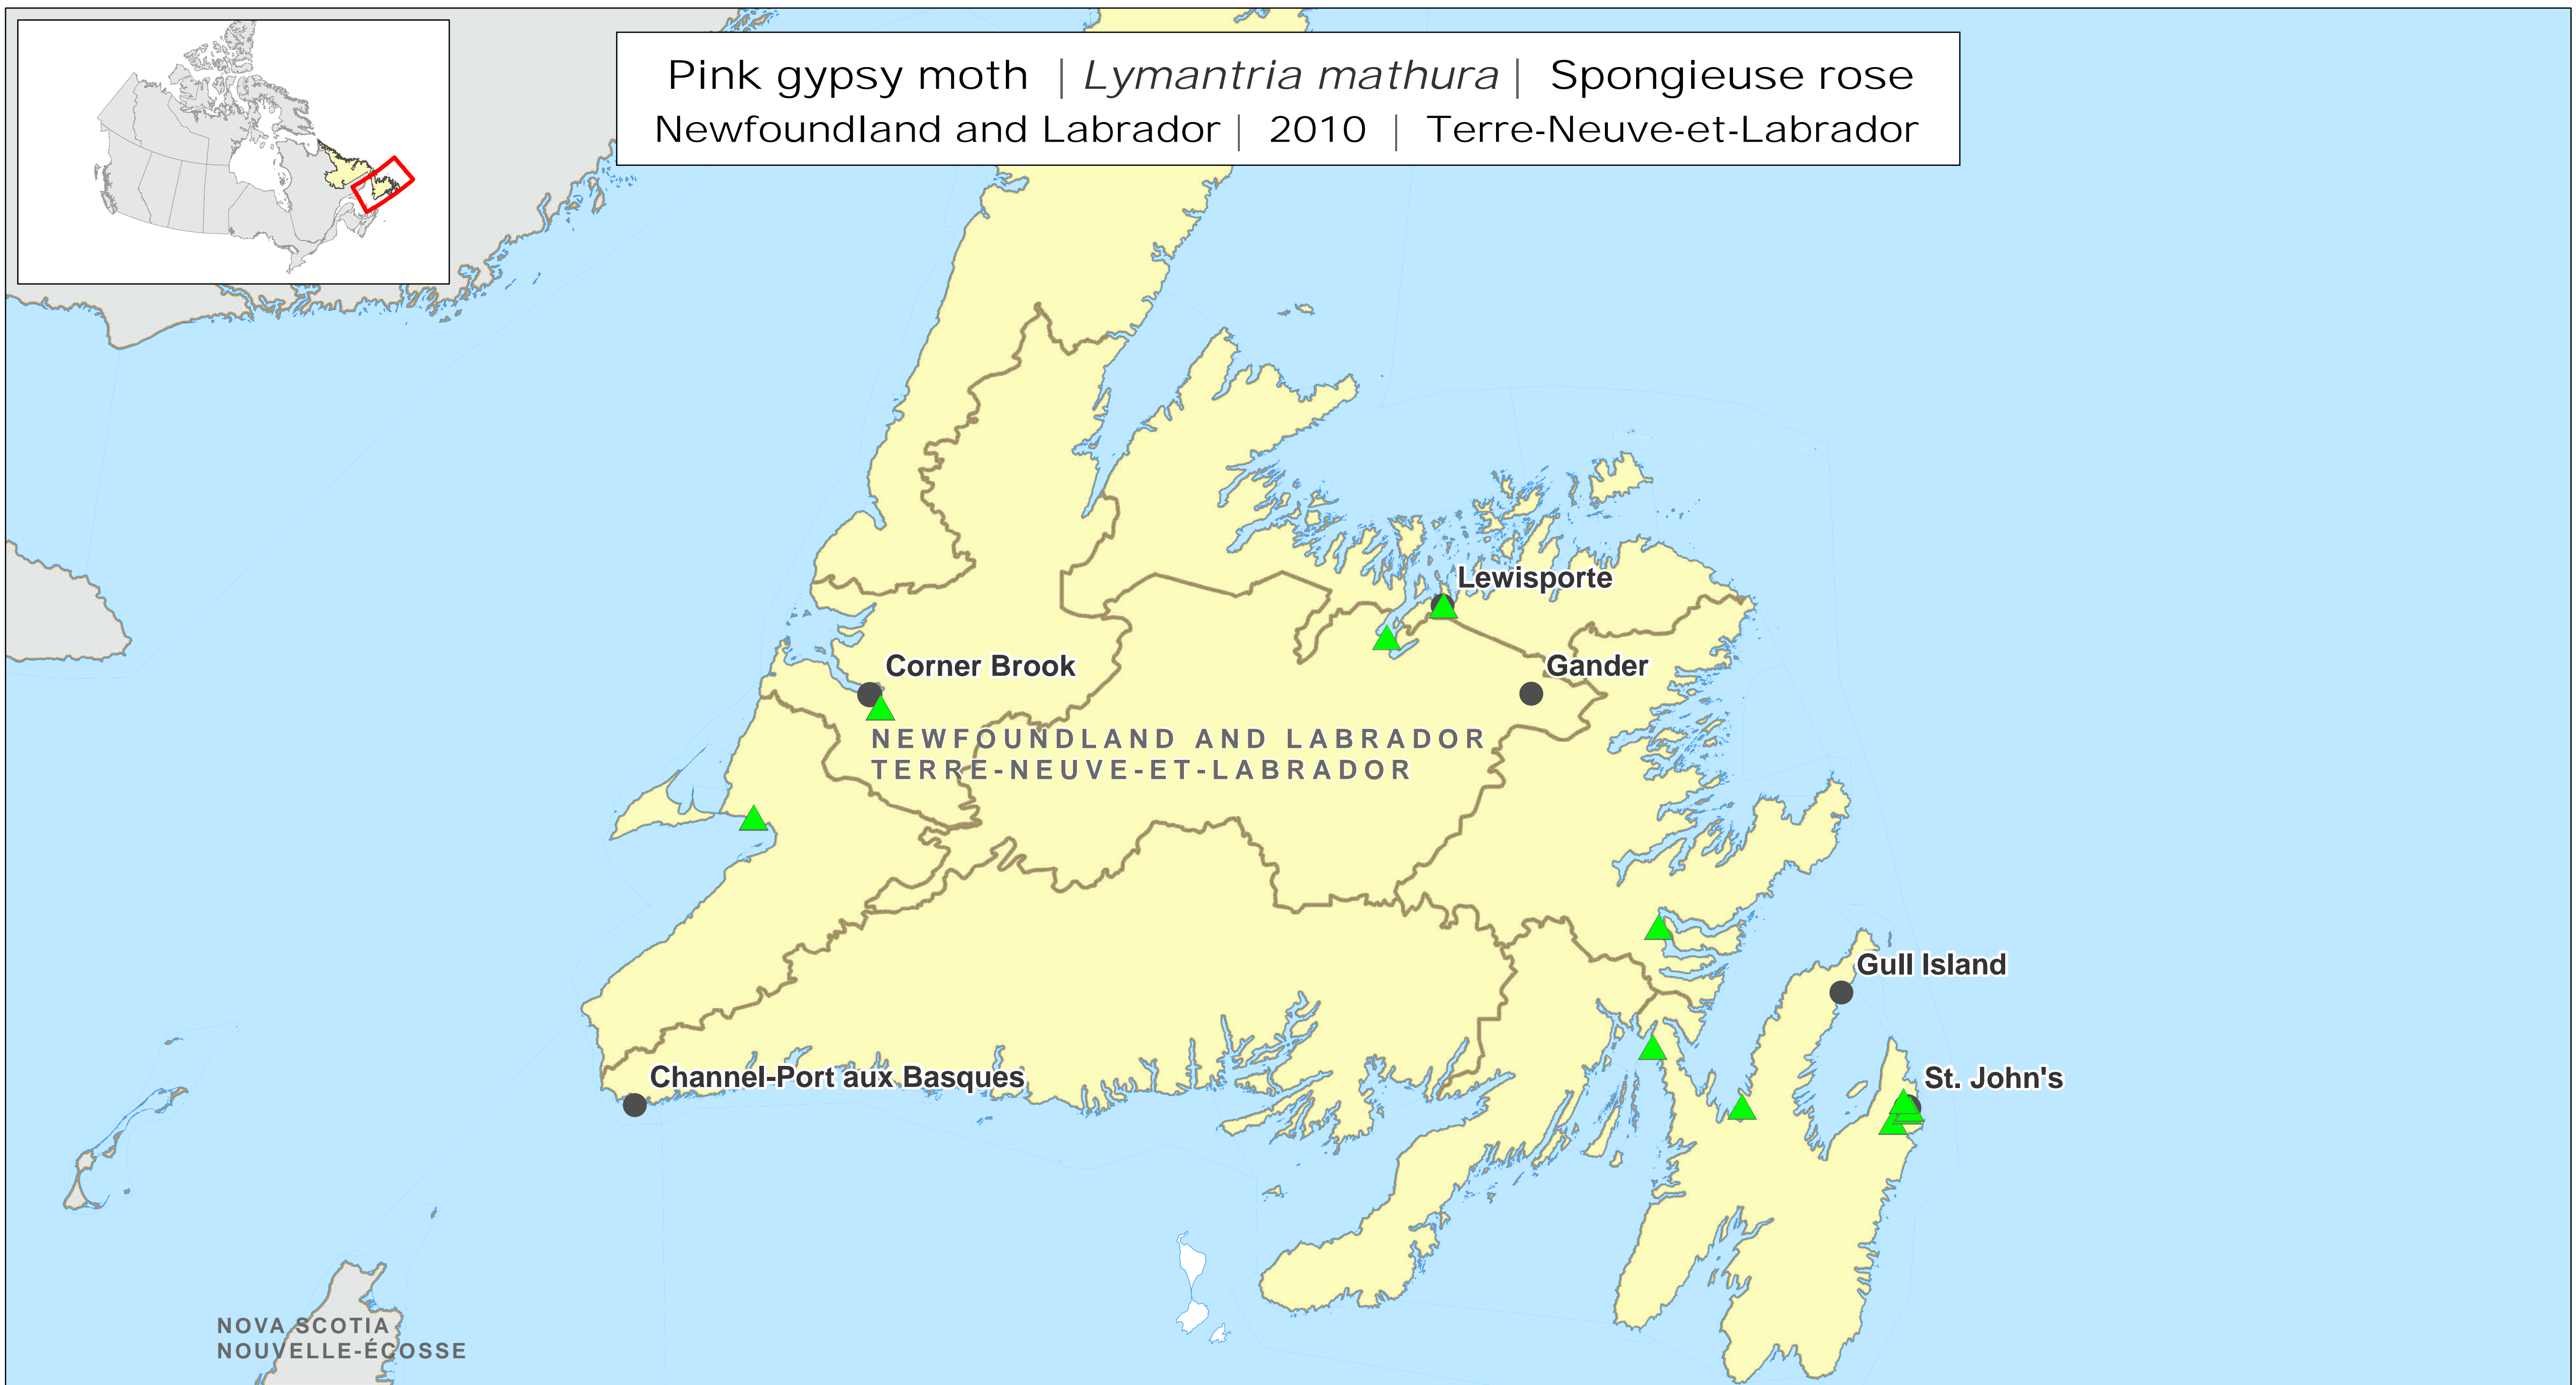 Pink gypsy moth | Lymantria mathura | Spongieuse rose
Newfoundland and Labrador | 2010 | Terre-Neuve-et-Labrador
Lewisporte
Corner Brook
Gander
NEWFOUNDLAND AND LABRADOR
TERRE-NEUVE-ET-LABRADOR
Gull Island
Channel-Port aux Basques
St. John's
NOVA SCOTIA
NOUVELLE-ÉCOSSE